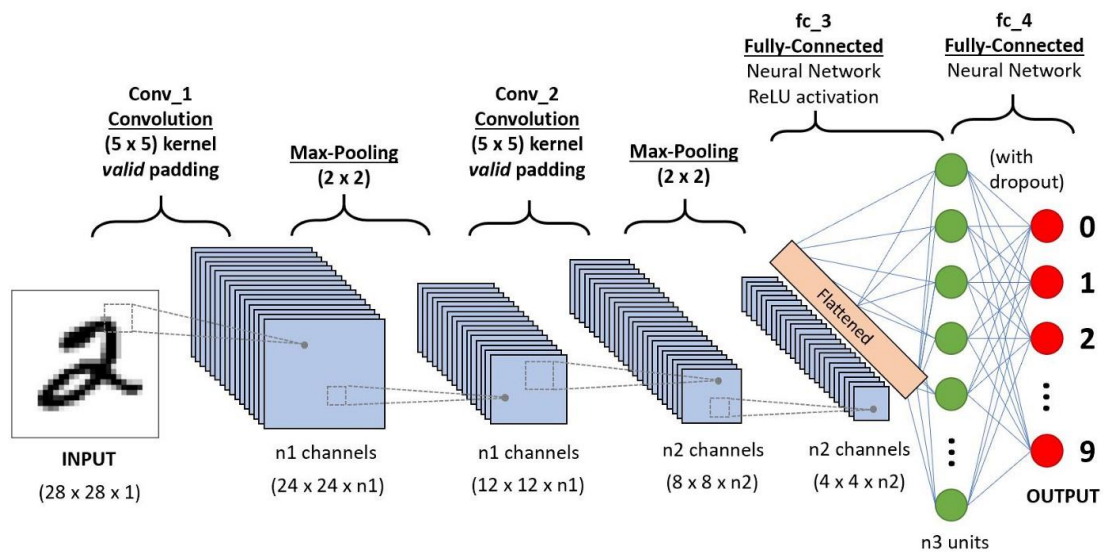 fc_3
Fully-Connected
Neural Network
ReLU activation
fc_4
Fully-Connected
Neural Network
Conv_1
Convolution
(5 x 5) kernel
valid padding
Max-Pooling
(2 x 2)
Conv_2
Convolution
(5 x 5) kernel
valid padding
Max-Pooling
(2 x 2)
(with
dropout)
Flattened
0
1
2
9
INPUT
(28 x 28 x 1)
n1 channels
(24 x 24 x n1)
n1 channels
(12 x 12 x n1)
n2 channels
(8 x 8 x n2)
n2 channels
(4 x 4 x n2)
OUTPUT
n3 units
2